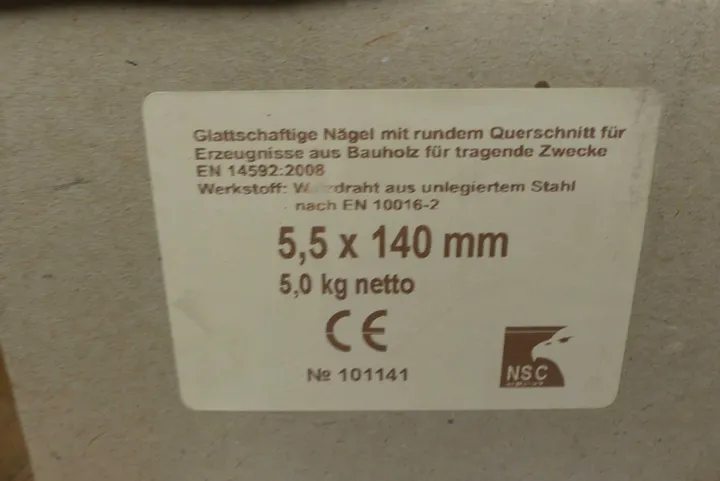 Glattschaftige Nägel mit rundem Querschnitt für
Erzeugnisse aus Bauholz für tragende Zwecke
EN 14592:2008
Werkstoff: Walzdraht aus unlegiertem Stahl
nach EN 10016-2
5,5 x 140 mm
5,0 kg netto
CE
№ 101141
NSC